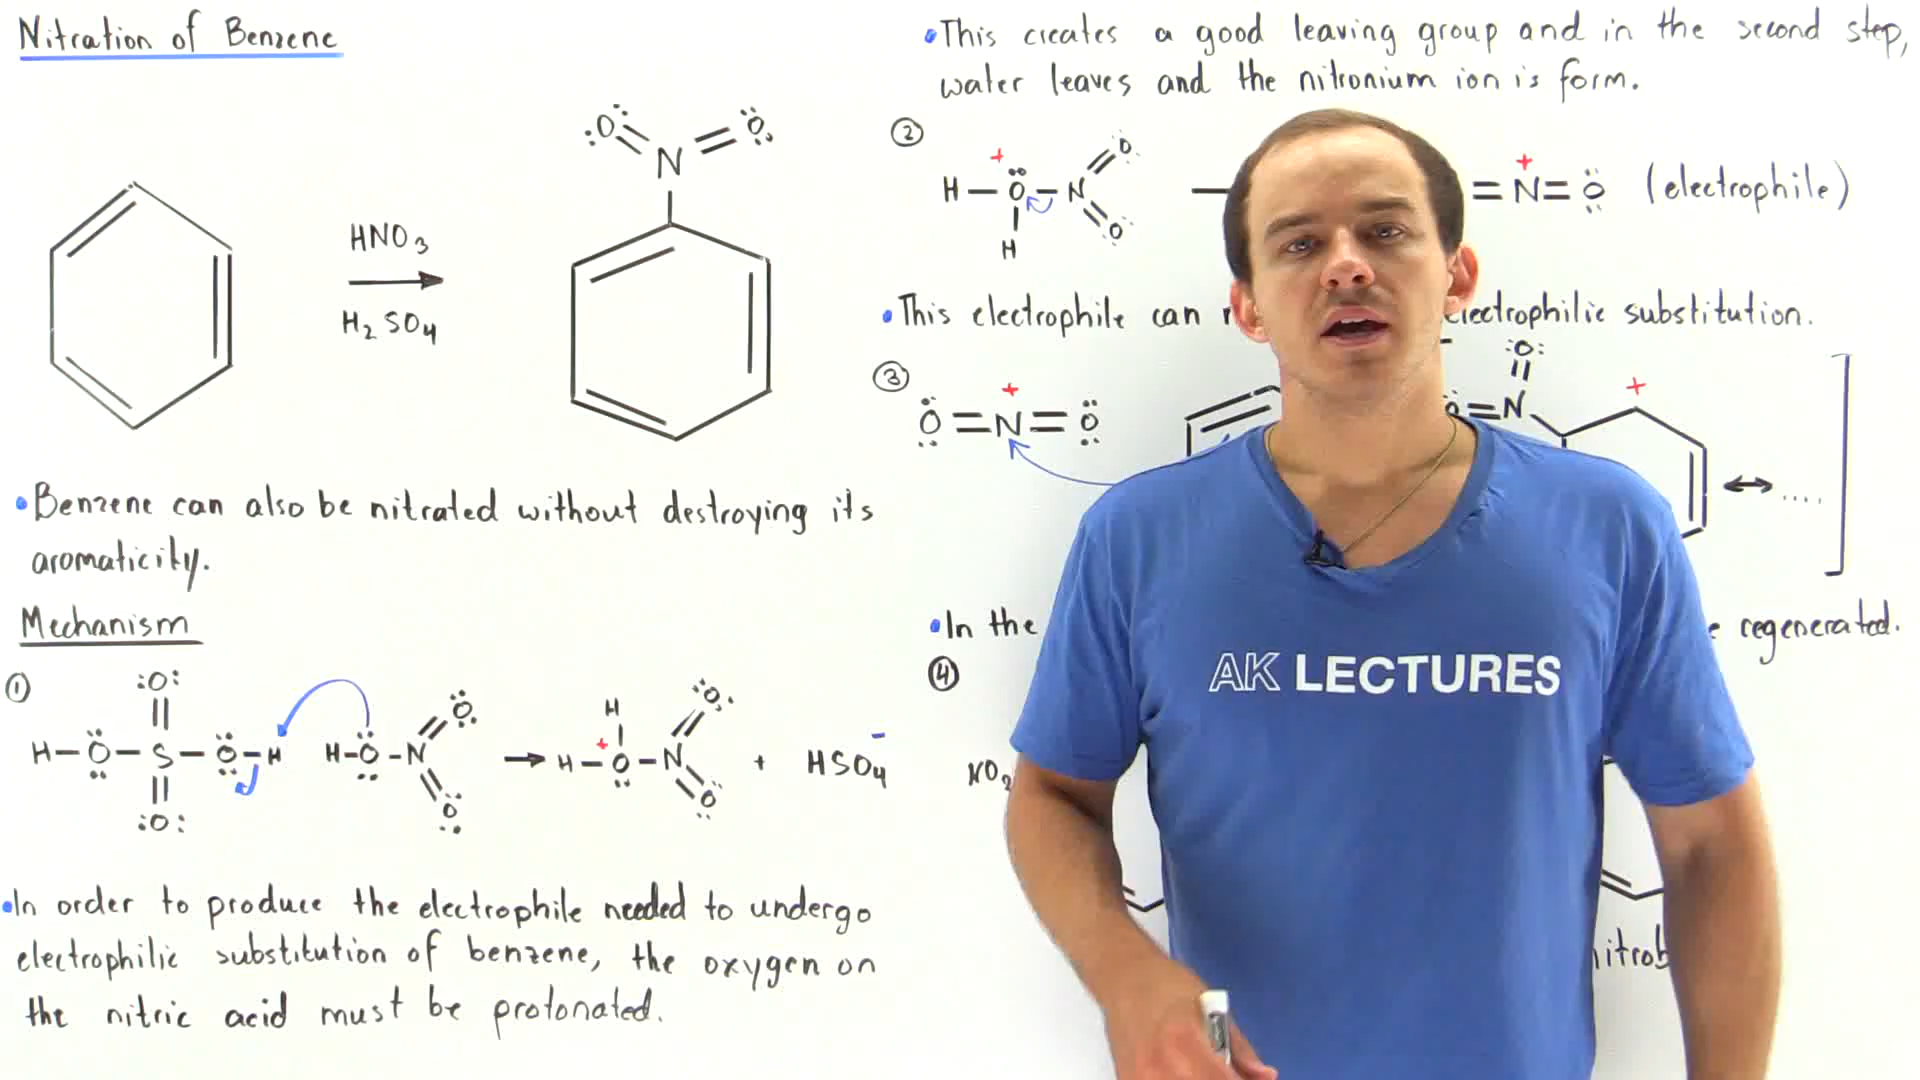 Nitration of Benzene
HNO3
H2SO4
:O: N O:
• Benzene can also be nitrated without destroying its
aromaticity.
Mechanism
① :O:
H—O—S—O—H H-O-N O O
:O:
→ H—O—N O O + HSO4-
H +
• In order to produce the electrophile needed to undergo
electrophilic substitution of benzene, the oxygen on
the nitric acid must be protonated.
• This creates a good leaving group and in the second step,
water leaves and the nitronium ion is form.
② H—O—N O O =N=O (electrophile)
+ H +
• This electrophile can electrophilic substitution.
③ O=N=O O=N + ↔ .....
+ :O:
• In the regenerated.
④
NO2
AK LECTURES